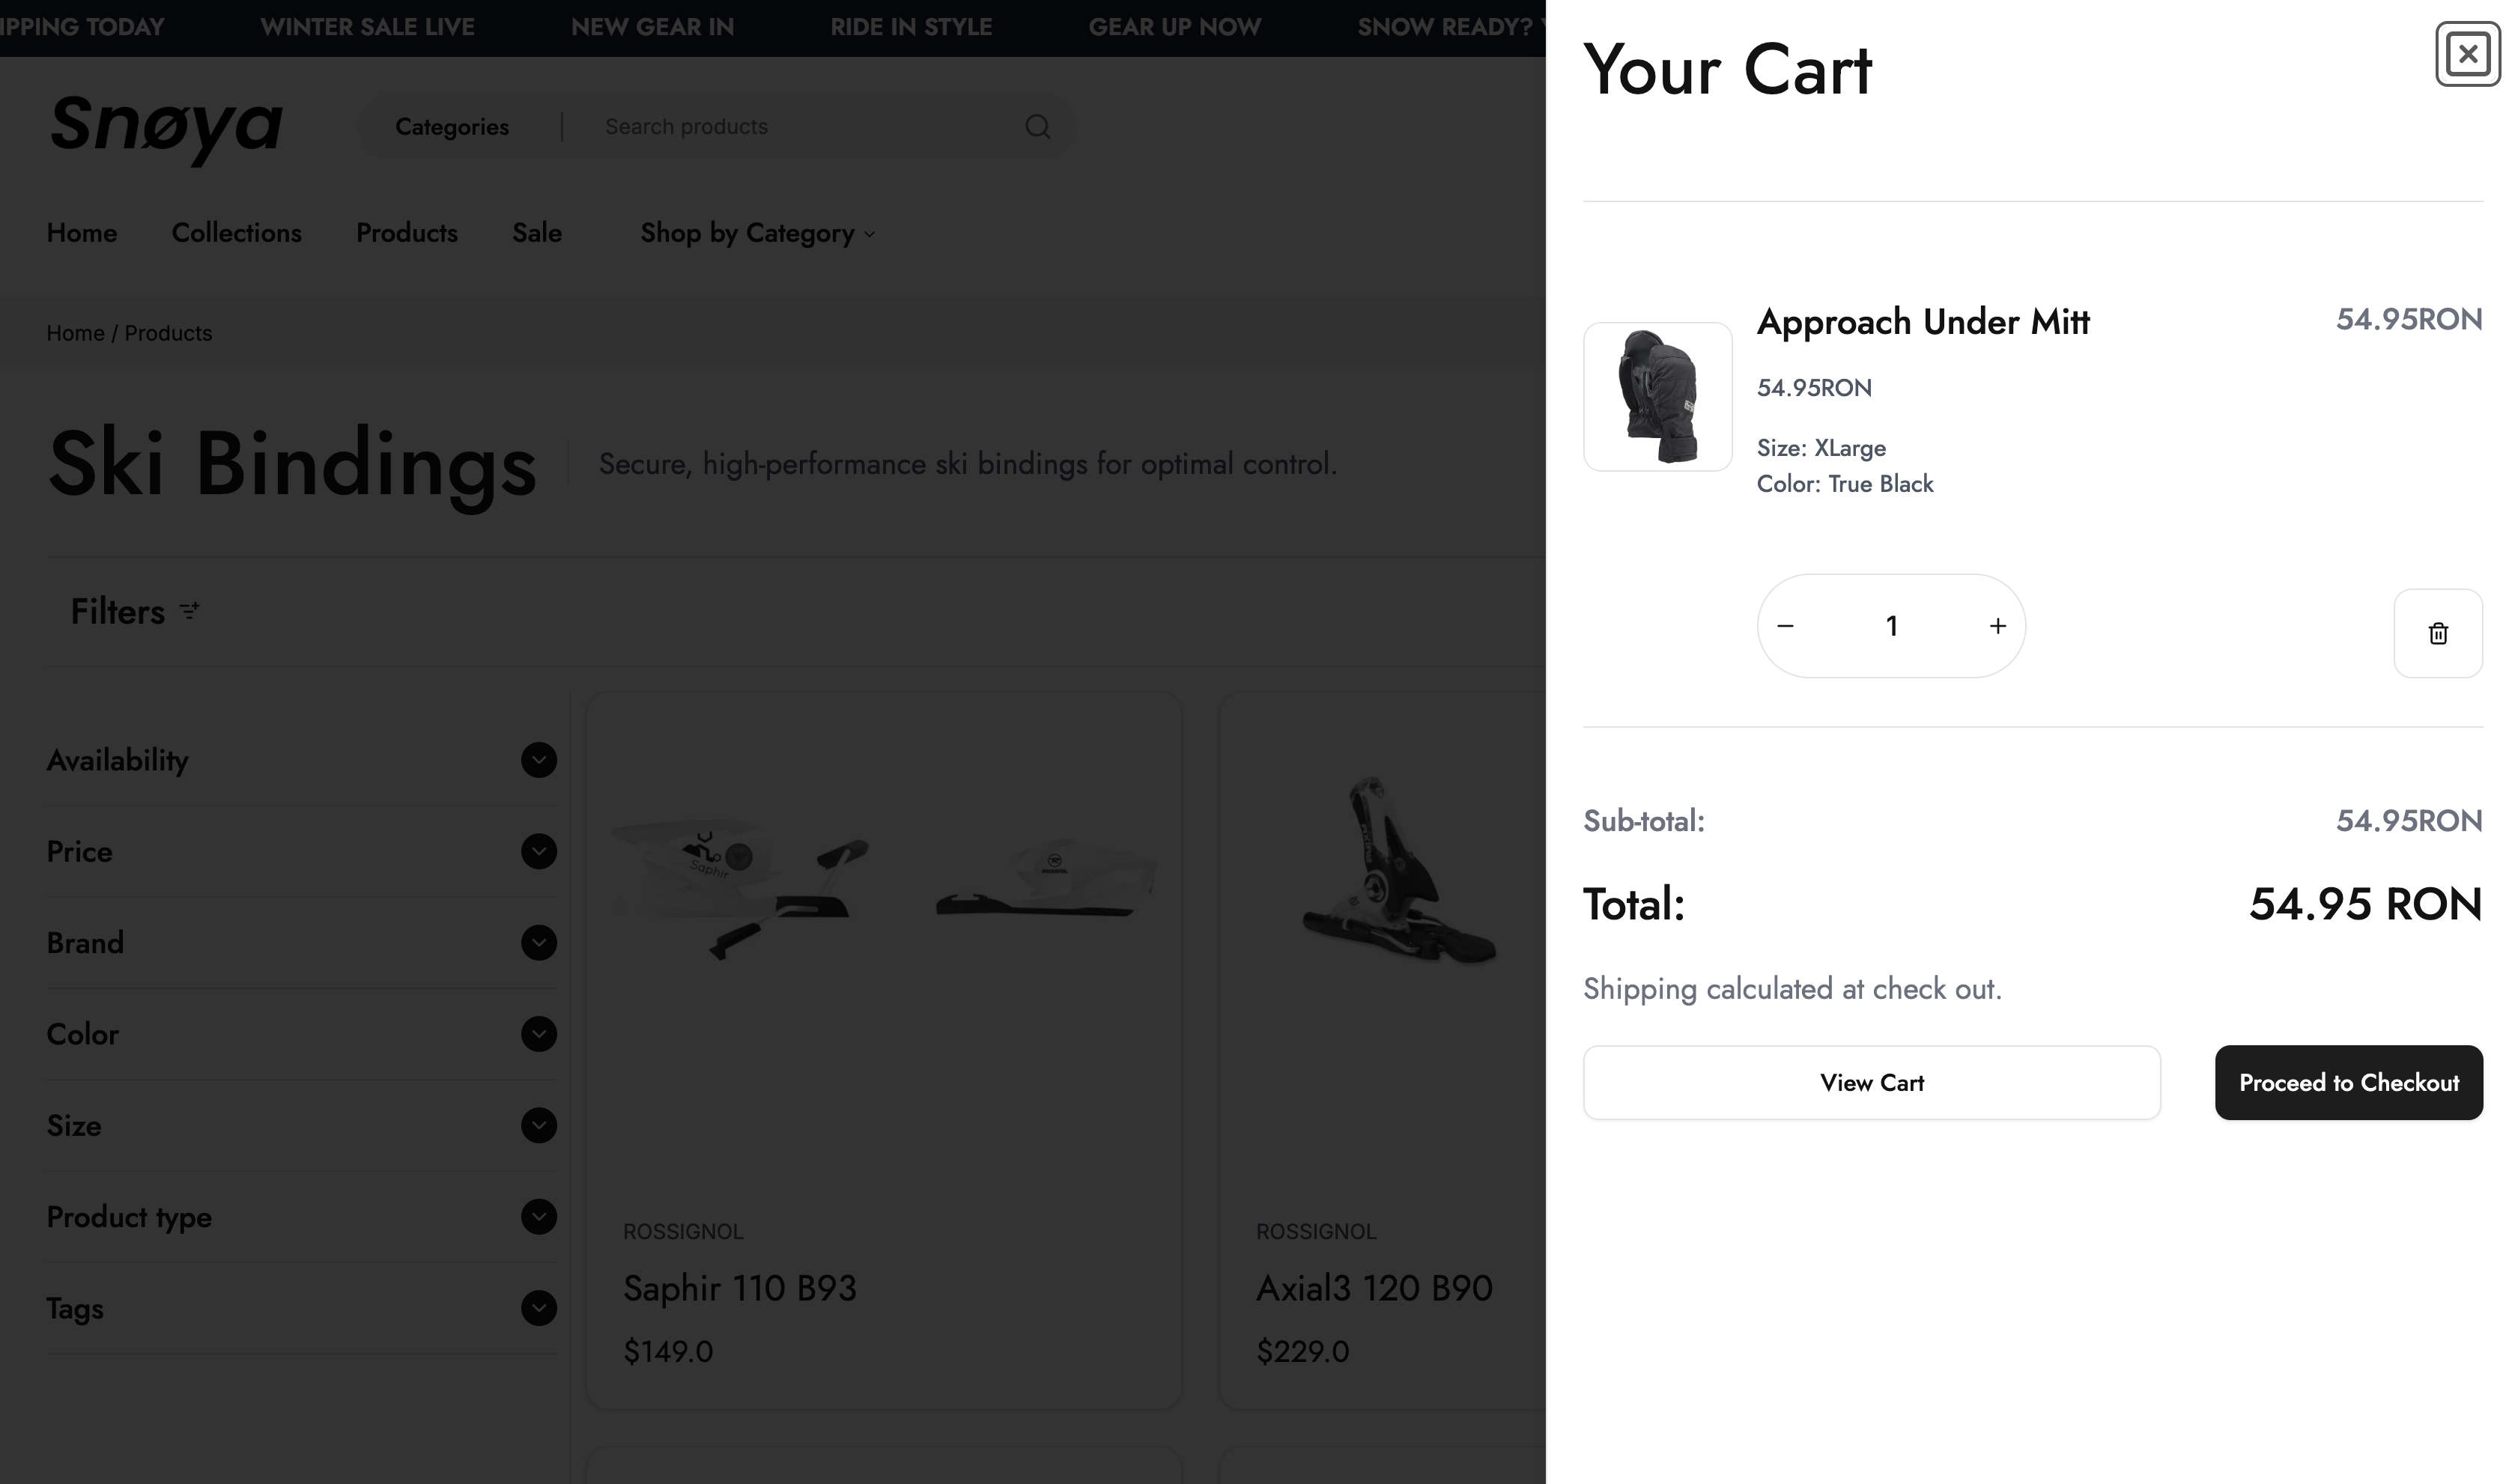 IPPING TODAY WINTER SALE LIVE NEW GEAR IN RIDE IN STYLE GEAR UP NOW SNOW READY?
Snøya
Categories
Search products
Home Collections Products Sale Shop by Category
Home / Products
Ski Bindings
Secure, high-performance ski bindings for optimal control.
Filters
Availability
Price
Brand
Color
Size
Product type
Tags
Saphir
ROSSIGNOL
Saphir 110 B93
$149.0
ROSSIGNOL
Axial3 120 B90
$229.0
Your Cart
Approach Under Mitt
54.95RON
54.95RON
Size: XLarge
Color: True Black
1
Sub-total: 54.95RON
Total: 54.95 RON
Shipping calculated at check out.
View Cart
Proceed to Checkout